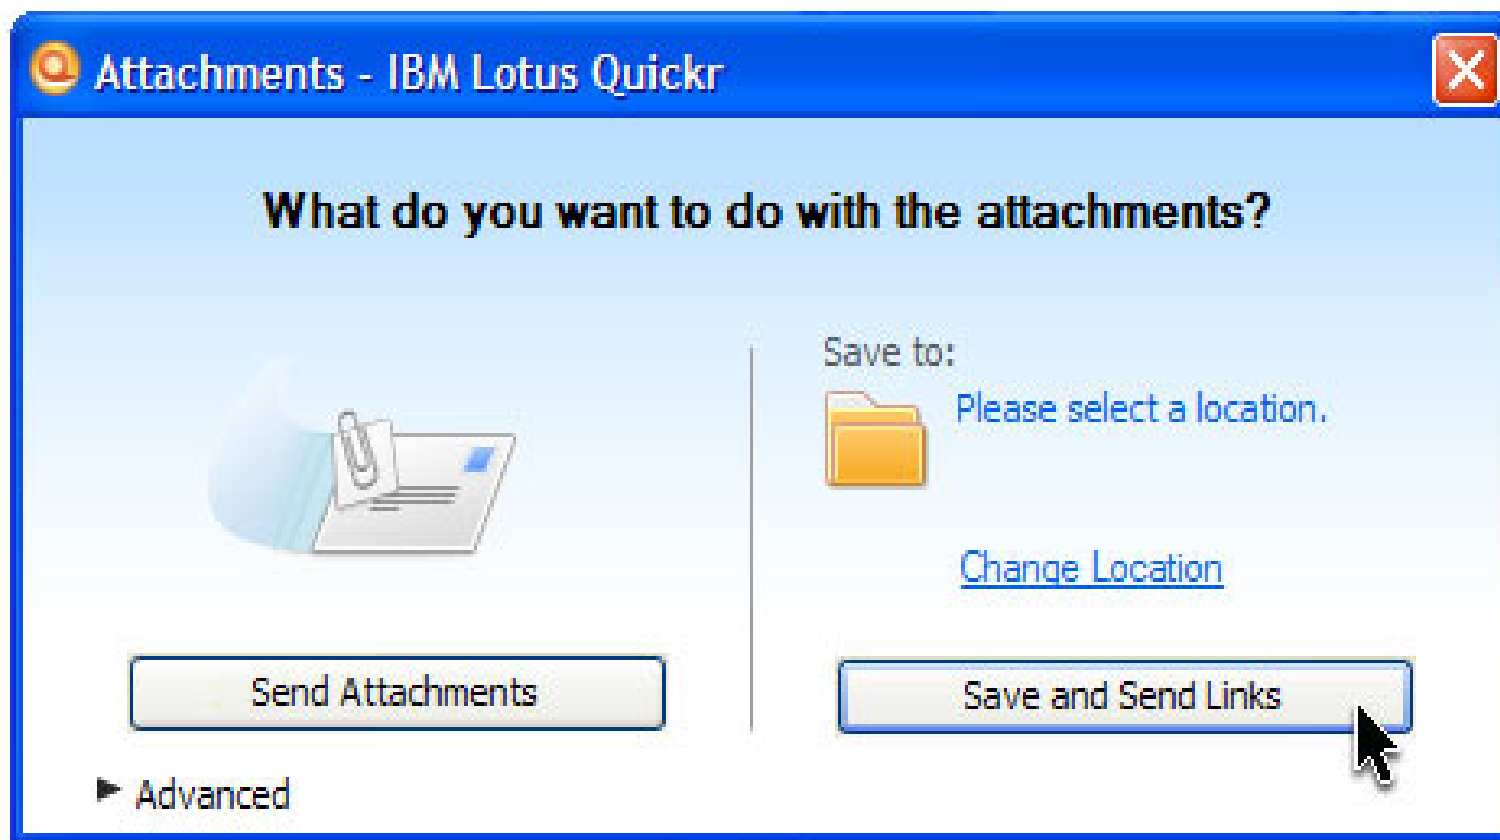 Attachments - IBM Lotus Quickr
What do you want to do with the attachments?
Save to:
Please select a location.
Change Location
Send Attachments
Save and Send Links
Advanced